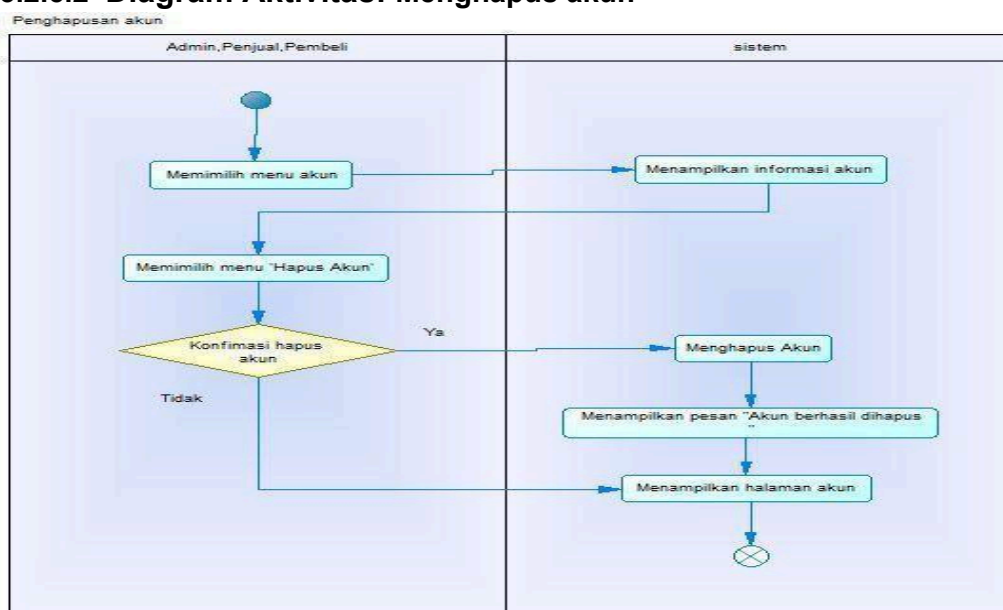 Diagram Aktivitas Menghapus akun
Penghapusan akun
Admin,Penjual,Pembeli
sistem
Memimilih menu akun
Menampilkan informasi akun
Memimilih menu "Hapus Akun"
Konfimasi hapus
akun
Ya
Tidak
Menghapus Akun
Menampilkan pesan "Akun berhasil dihapus
"
Menampilkan halaman akun